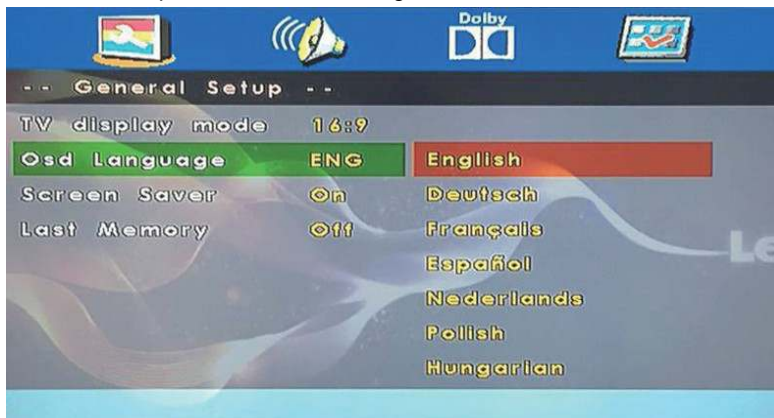 Dolby
-- General Setup --
TV display mode 16:9
Osd Language ENG English
Screen Saver On Deutsch
Last Memory Off Français
Español
Nederlands
Polish
Hungarian
Le